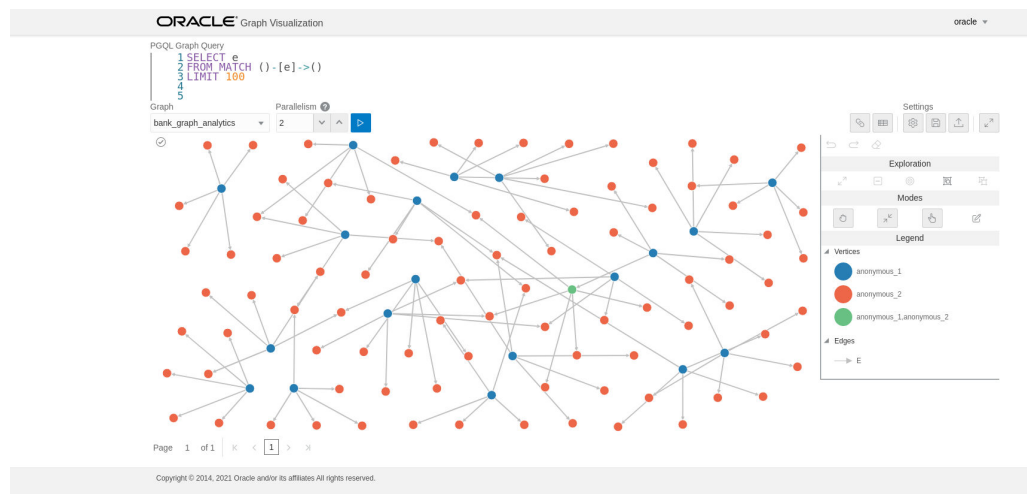 ORACLE® Graph Visualization
oracle
PGQL Graph Query
1 SELECT e
2 FROM MATCH ()-[e]->()
3 LIMIT 100
4
5
Graph
Parallelism
Settings
bank_graph_analytics
2
Exploration
Modes
Legend
Vertices
anonymous_1
anonymous_2
anonymous_1,anonymous_2
Edges
E
Page 1 of 1 1
Copyright © 2014, 2021 Oracle and/or its affiliates All rights reserved.